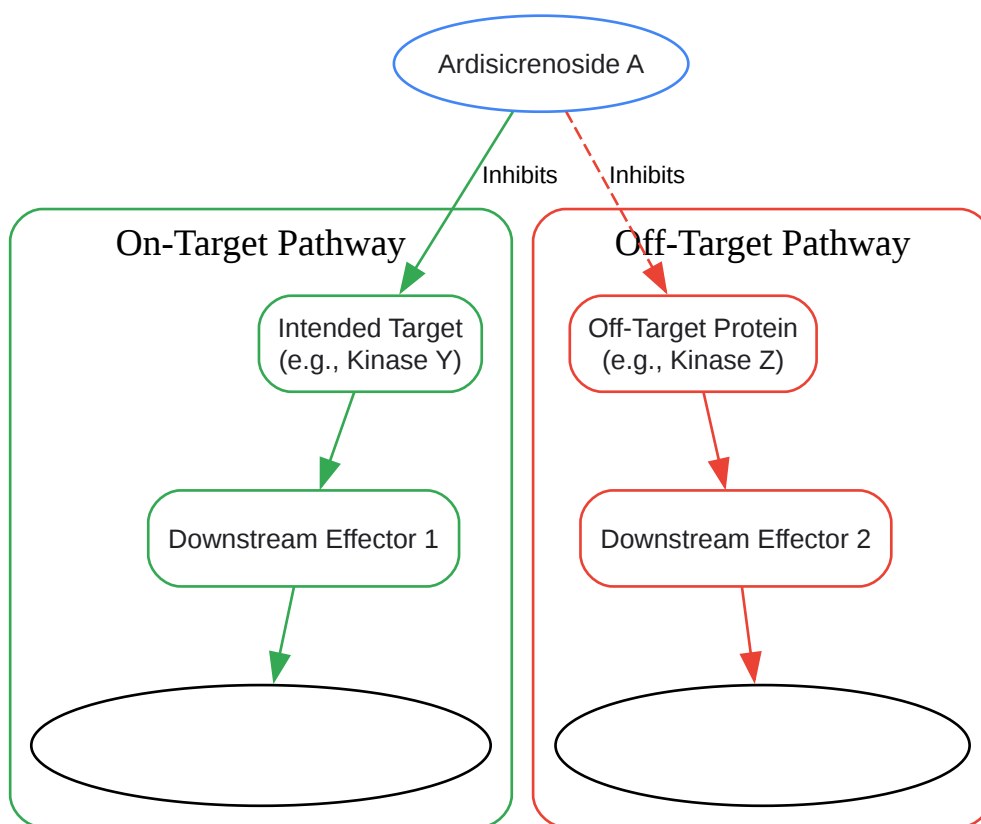 Ardisicrenoside A
Inhibits
Inhibits
On-Target Pathway
Off-Target Pathway
Intended Target
(e.g., Kinase Y)
Off-Target Protein
(e.g., Kinase Z)
Downstream Effector 1
Downstream Effector 2